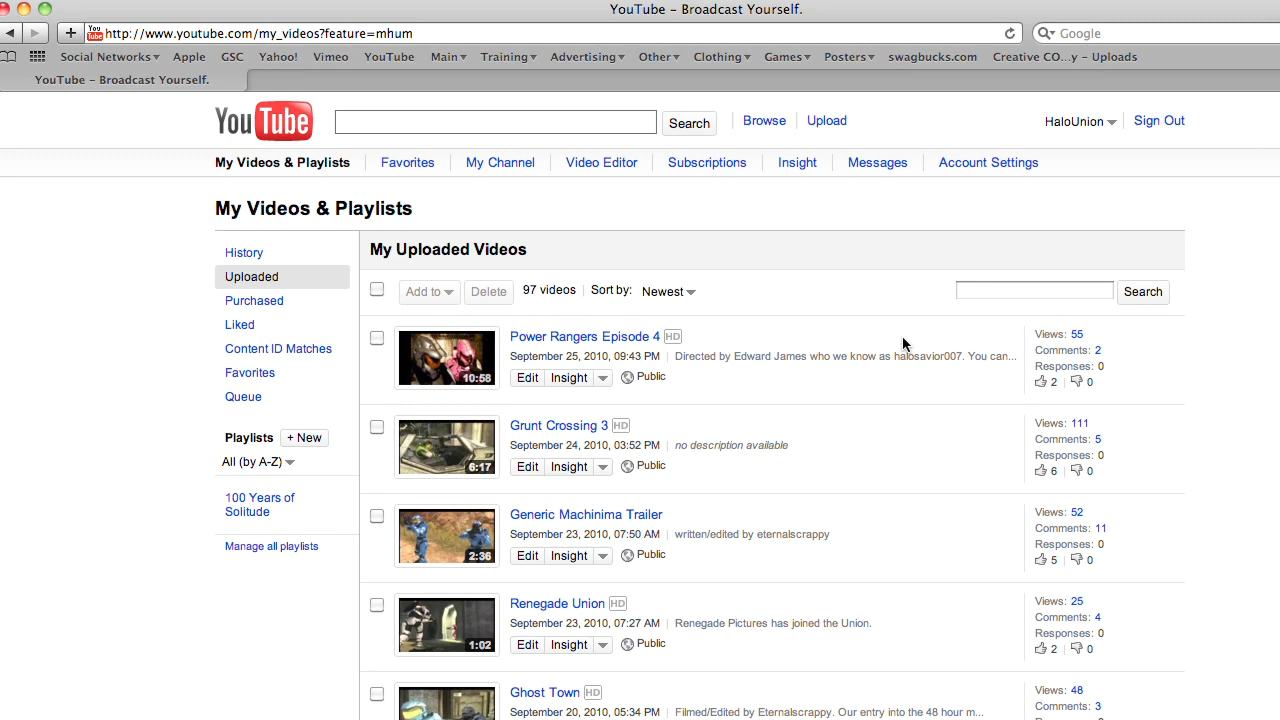 YouTube – Broadcast Yourself.
http://www.youtube.com/my_videos?feature=mhum
Google
Social Networks▾ Apple GSC Yahoo! Vimeo YouTube Main▾ Training▾ Advertising▾ Other▾ Clothing▾ Games▾ Posters▾ swagbucks.com Creative CO...y – Uploads
YouTube – Broadcast Yourself.
YouTube Search Browse Upload HaloUnion Sign Out
My Videos & Playlists Favorites My Channel Video Editor Subscriptions Insight Messages Account Settings
My Videos & Playlists
History
Uploaded
Purchased
Liked
Content ID Matches
Favorites
Queue
Playlists + New
All (by A-Z)
100 Years of
Solitude
Manage all playlists
My Uploaded Videos
Add to Delete 97 videos Sort by: Newest Search
Power Rangers Episode 4 HD
10:58
September 25, 2010, 09:43 PM Directed by Edward James who we know as halosavior007. You can...
Edit Insight Public
Views: 55
Comments: 2
Responses: 0
2 0
Grunt Crossing 3 HD
6:17
September 24, 2010, 03:52 PM no description available
Edit Insight Public
Views: 111
Comments: 5
Responses: 0
6 0
Generic Machinima Trailer
2:36
September 23, 2010, 07:50 AM written/edited by eternalscrappy
Edit Insight Public
Views: 52
Comments: 11
Responses: 0
5 0
Renegade Union HD
1:02
September 23, 2010, 07:27 AM Renegade Pictures has joined the Union.
Edit Insight Public
Views: 25
Comments: 4
Responses: 0
2 0
Ghost Town HD
September 20, 2010, 05:34 PM Filmed/Edited by Eternalscrappy. Our entry into the 48 hour m...
Views: 48
Comments: 3